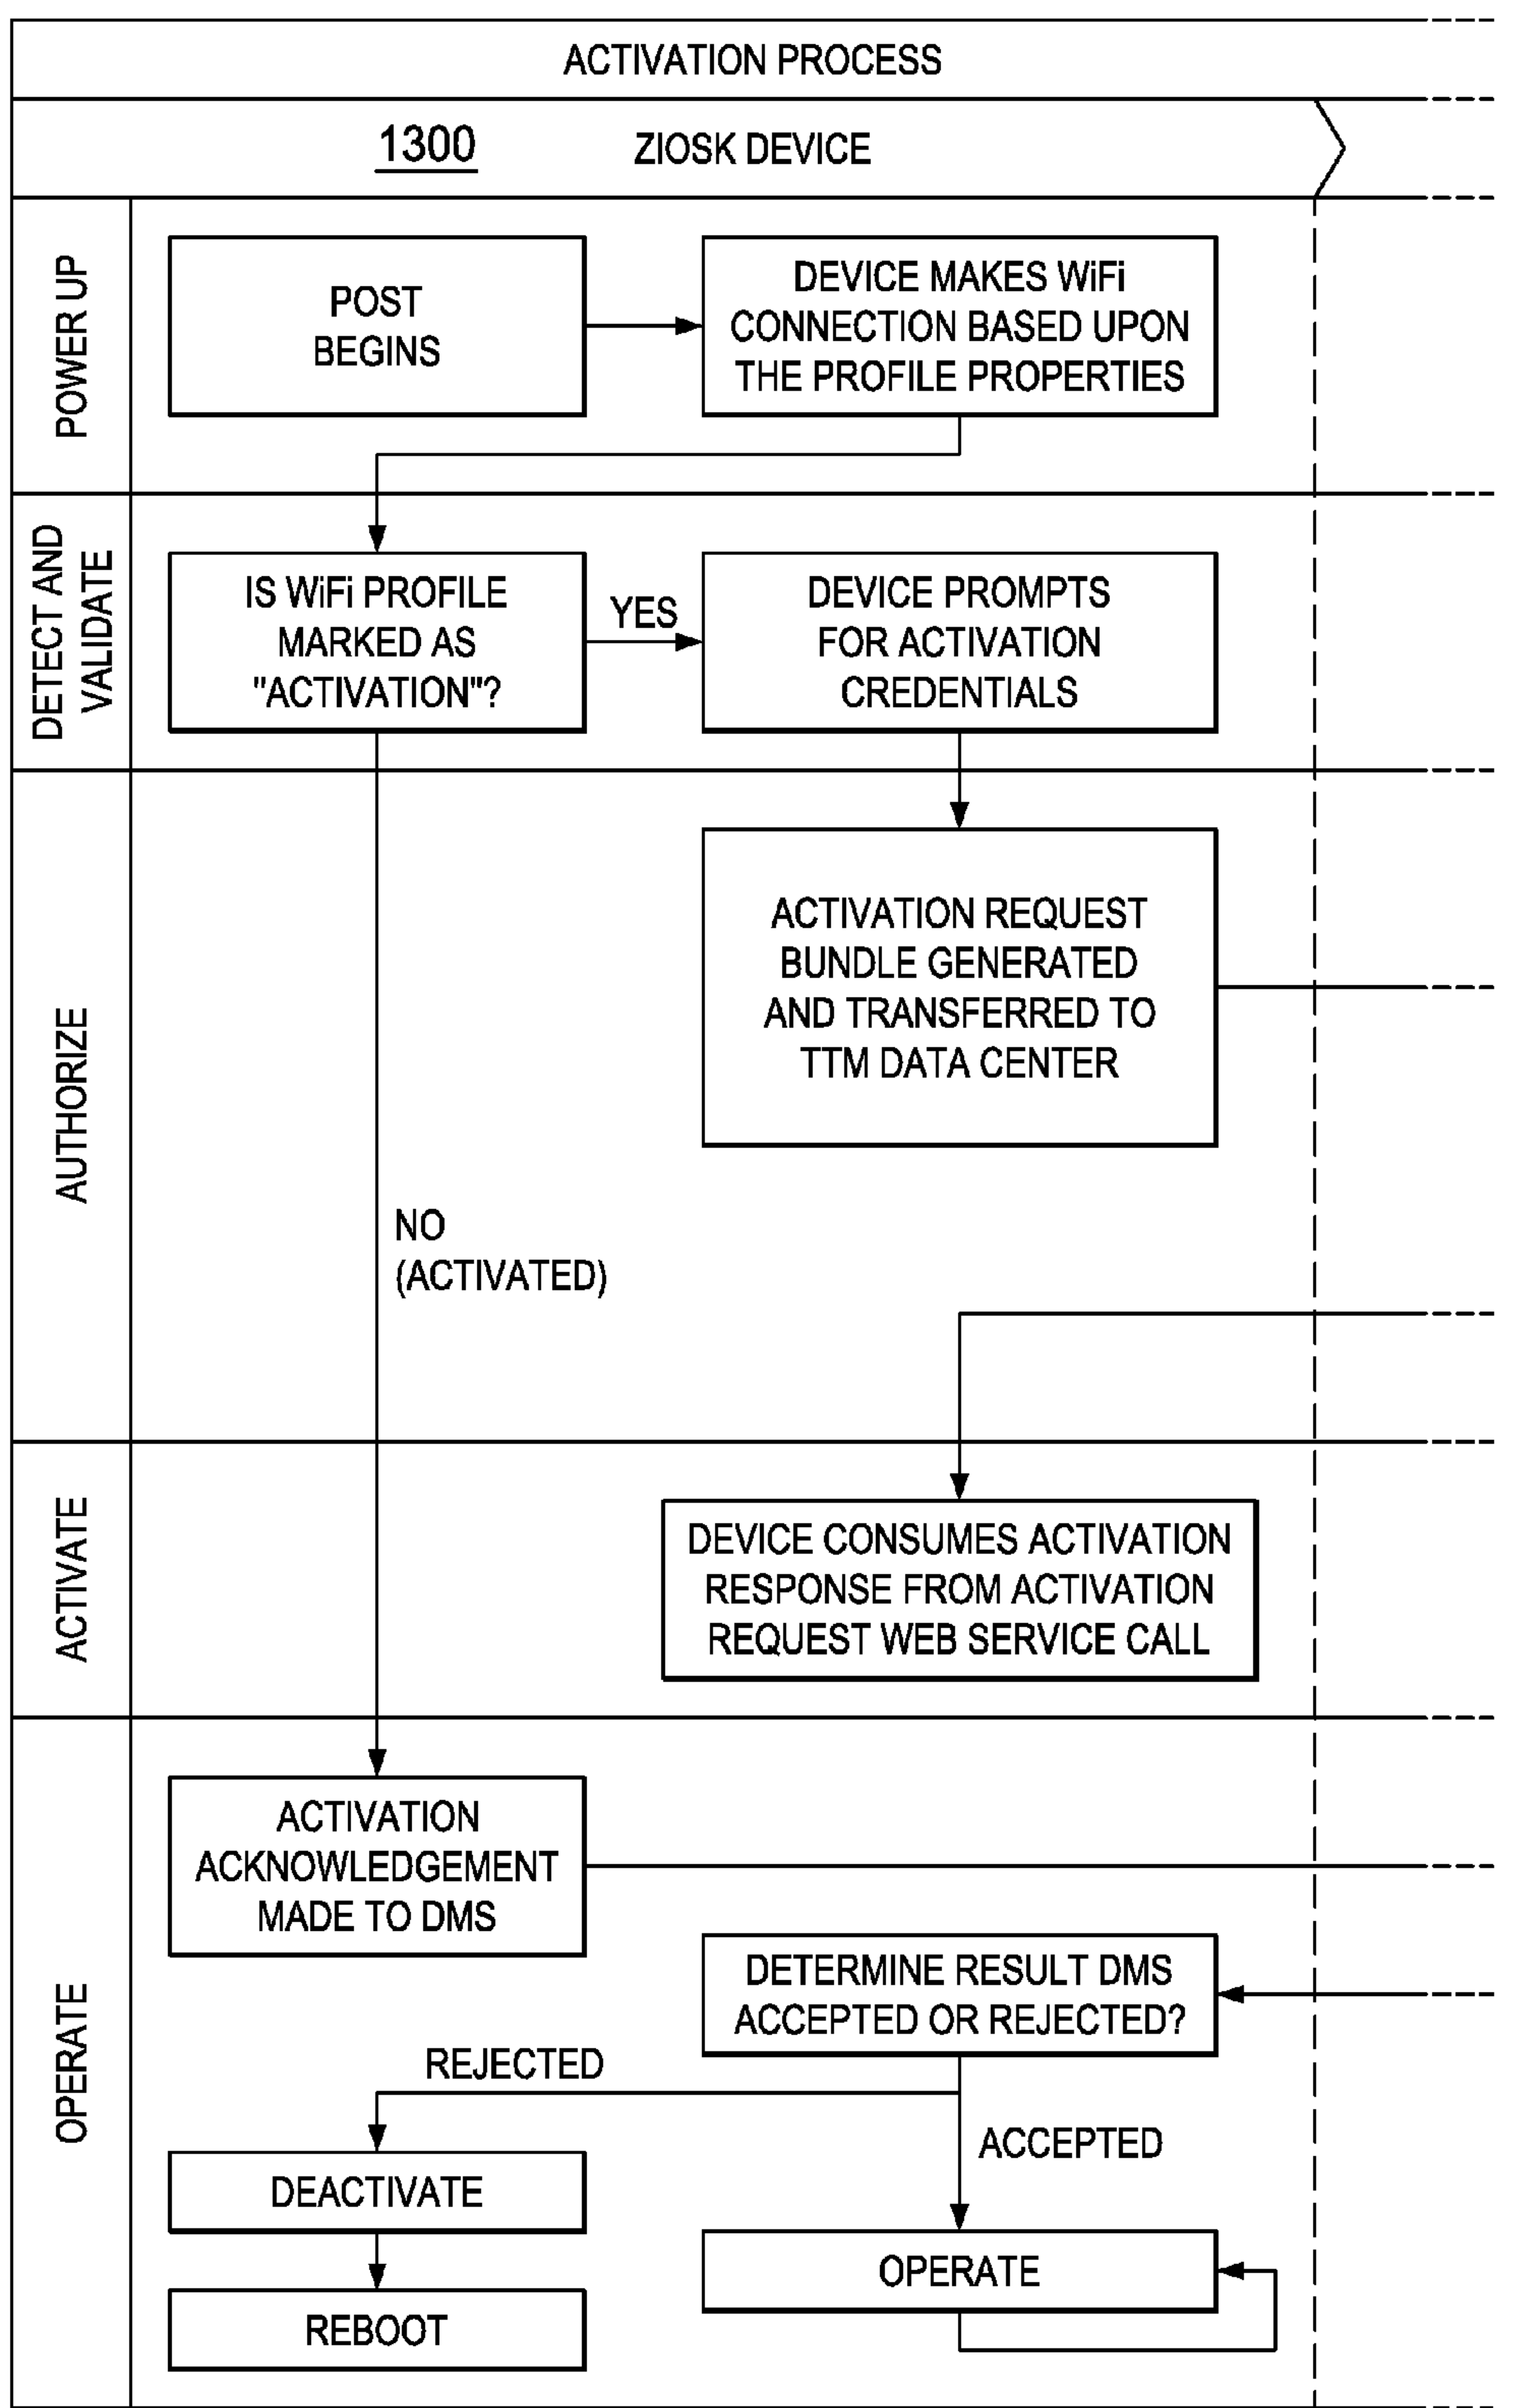 ACTIVATION PROCESS
1300 ZIOSK DEVICE
POWER UP
POST
BEGINS
DEVICE MAKES WiFi
CONNECTION BASED UPON
THE PROFILE PROPERTIES
DETECT AND
VALIDATE
IS WiFi PROFILE
MARKED AS
"ACTIVATION"?
YES
DEVICE PROMPTS
FOR ACTIVATION
CREDENTIALS
AUTHORIZE
ACTIVATION REQUEST
BUNDLE GENERATED
AND TRANSFERRED TO
TTM DATA CENTER
NO
(ACTIVATED)
ACTIVATE
DEVICE CONSUMES ACTIVATION
RESPONSE FROM ACTIVATION
REQUEST WEB SERVICE CALL
OPERATE
ACTIVATION
ACKNOWLEDGEMENT
MADE TO DMS
DETERMINE RESULT DMS
ACCEPTED OR REJECTED?
REJECTED
ACCEPTED
DEACTIVATE
OPERATE
REBOOT